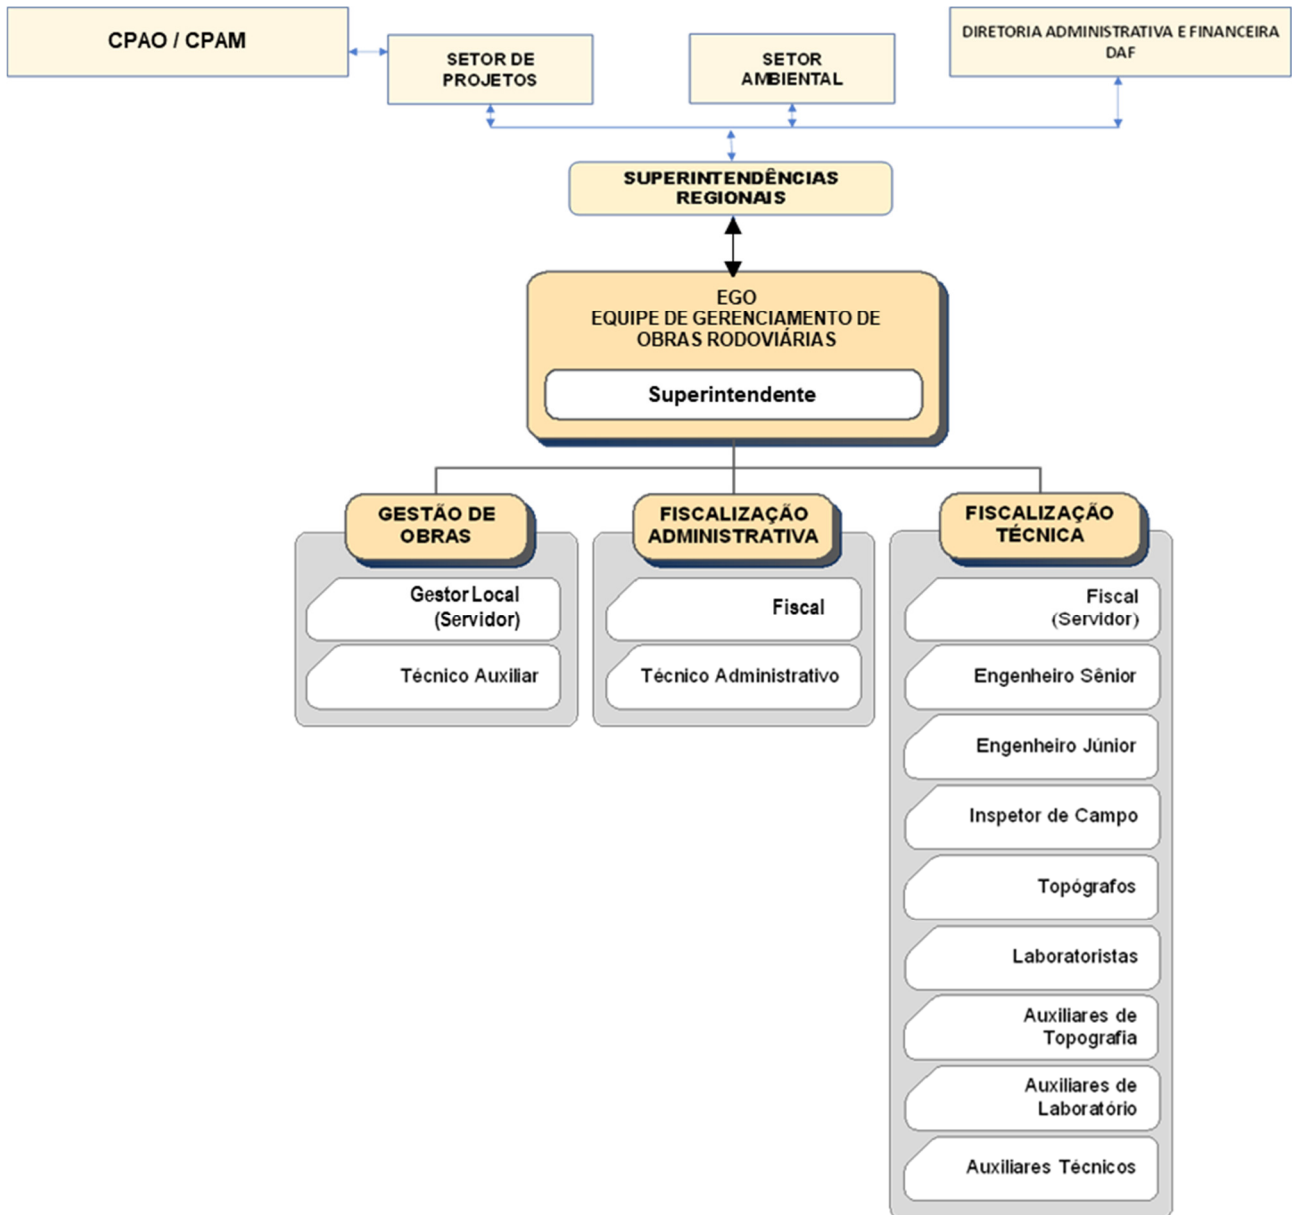 CPAO / CPAM
SETOR DE
PROJETOS
SETOR
AMBIENTAL
DIRETORIA ADMINISTRATIVA E FINANCEIRA
DAF
SUPERINTENDÊNCIAS
REGIONAIS
EGO
EQUIPE DE GERENCIAMENTO DE
OBRAS RODOVIÁRIAS
Superintendente
GESTÃO DE
OBRAS
Gestor Local
(Servidor)
Técnico Auxiliar
FISCALIZAÇÃO
ADMINISTRATIVA
Fiscal
Técnico Administrativo
FISCALIZAÇÃO
TÉCNICA
Fiscal
(Servidor)
Engenheiro Sênior
Engenheiro Júnior
Inspetor de Campo
Topógrafos
Laboratoristas
Auxiliares de
Topografia
Auxiliares de
Laboratório
Auxiliares Técnicos